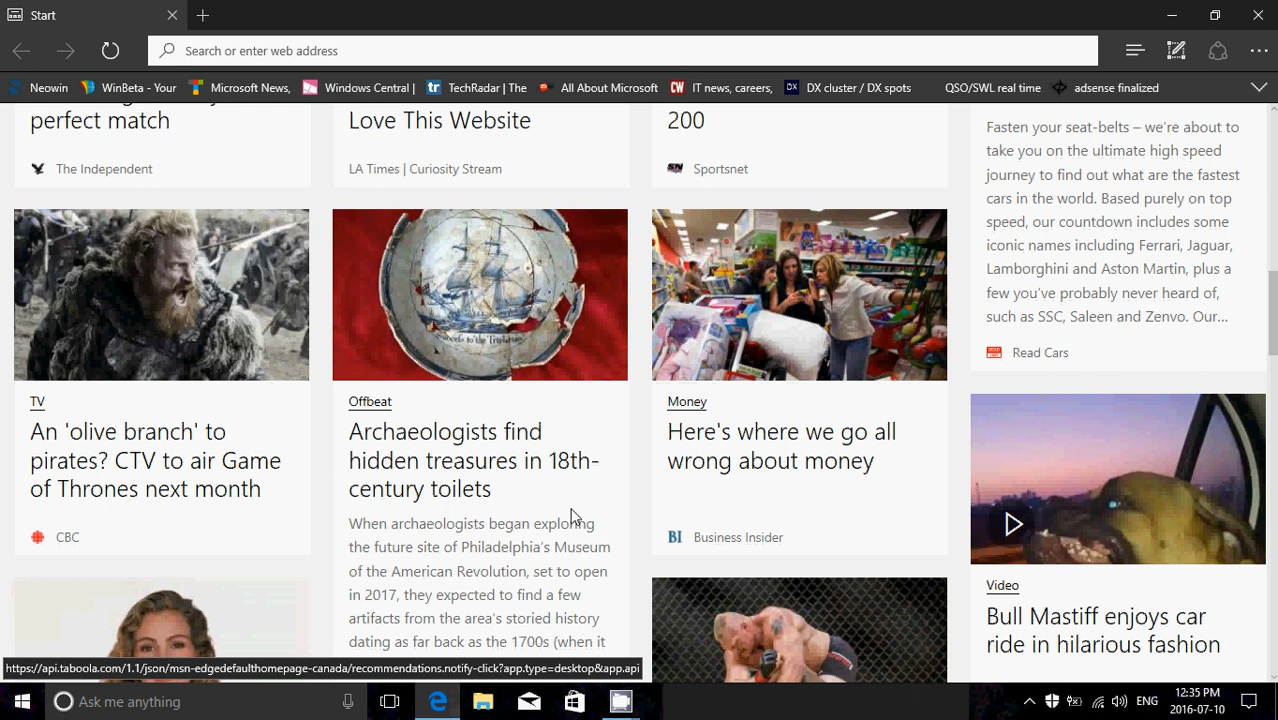 Start
Search or enter web address
Neowin
WinBeta - Your
Microsoft News,
Windows Central |
tr
TechRadar | The
All About Microsoft
CW
IT news, careers,
DX
DX cluster / DX spots
QSO/SWL real time
adsense finalized
perfect match
The Independent
Love This Website
LA Times | Curiosity Stream
200
SN
Sportsnet
Fasten your seat-belts – we're about to
take you on the ultimate high speed
journey to find out what are the fastest
cars in the world. Based purely on top
speed, our countdown includes some
iconic names including Ferrari, Jaguar,
Lamborghini and Aston Martin, plus a
few you've probably never heard of,
such as SSC, Saleen and Zenvo. Our...
READ CARS
Read Cars
TV
An 'olive branch' to
pirates? CTV to air Game
of Thrones next month
CBC
Offbeat
Archaeologists find
hidden treasures in 18th-
century toilets
When archaeologists began exploring
the future site of Philadelphia's Museum
of the American Revolution, set to open
in 2017, they expected to find a few
artifacts from the area's storied history
dating as far back as the 1700s (when it
Money
Here's where we go all
wrong about money
BI
Business Insider
Video
Bull Mastiff enjoys car
ride in hilarious fashion
https://api.taboola.com/1.1/json/msn-edgedefaulthomepage-canada/recommendations.notify-click?app.type=desktop&app.api
Ask me anything
ENG
12:35 PM
2016-07-10